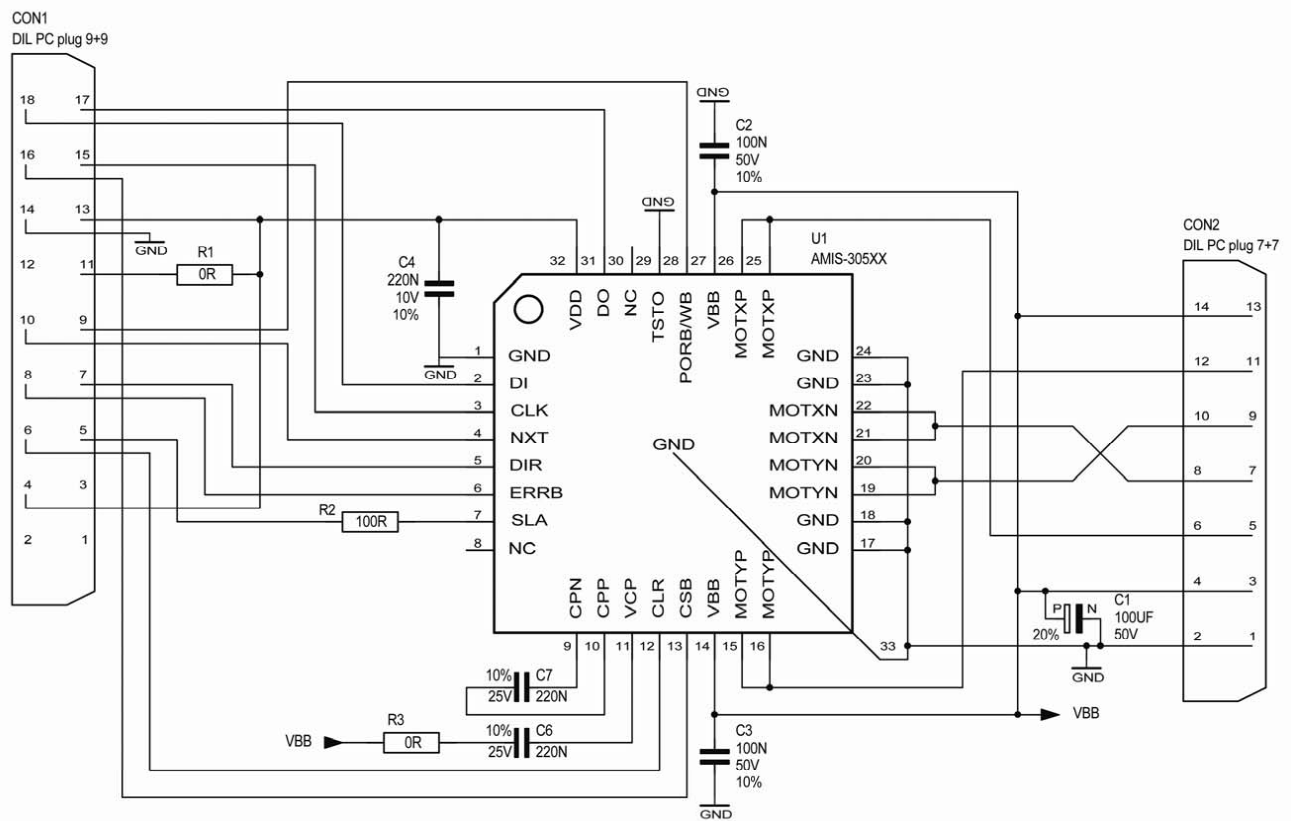 CON1
DIL PC plug 9+9
18 17
16 15
14 13
GND
12 11
R1
0R
10 9
8 7
6 5
4 3
2 1
GND
C2
100N
50V
10%
GND
C4
220N
10V
10%
GND
U1
AMIS-305XX
32 31 30 29 28 27 26 25
VDD
DO
NC
TSTO
PORB/WB
VBB
MOTXP
MOTXP
1 GND
2 DI
3 CLK
4 NXT
5 DIR
6 ERRB
7 SLA
8 NC
R2
100R
GND
GND 24
GND 23
MOTXN 22
MOTXN 21
MOTYN 20
MOTYN 19
GND 18
GND 17
CPN
CPP
VCP
CLR
CSB
VBB
MOTYP
MOTYP
9 10 11 12 13 14 15 16
33
10%
25V
C7
220N
VBB
R3
0R
10%
25V
C6
220N
C3
100N
50V
10%
GND
VBB
CON2
DIL PC plug 7+7
14 13
12 11
10 9
8 7
6 5
4 3
2 1
P N
20%
C1
100UF
50V
GND